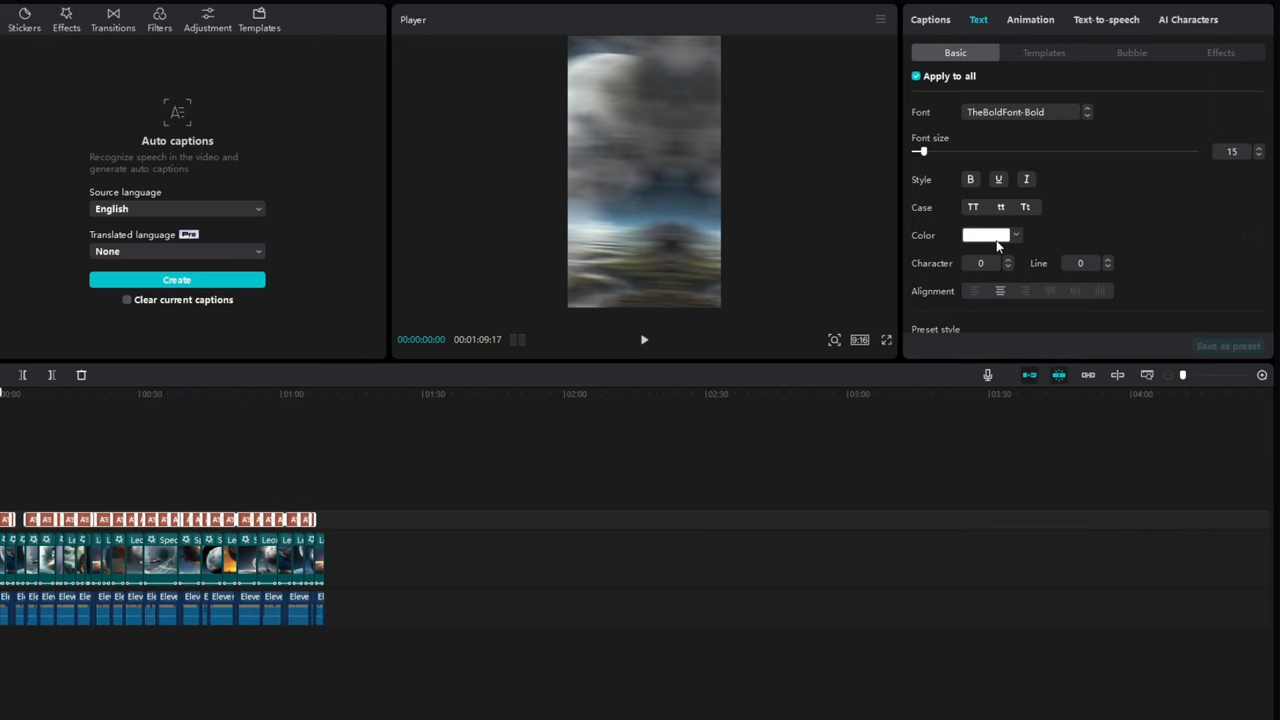 Stickers Effects Transitions Filters Adjustment Templates
Auto captions
Recognize speech in the video and
generate auto captions
Source language
English
Translated language Pro
None
Create
Clear current captions
Player
00:00:00:00 00:01:09:17
9:16
Captions Text Animation Text-to-speech AI Characters
Basic Templates Bubble Effects
Apply to all
Font TheBoldFont-Bold
Font size
15
Style B U I
Case TT tt Tt
Color
Character 0 Line 0
Alignment
Preset style
Save as preset
00:00 00:30 01:00 01:30 02:00 02:30 03:00 03:30 04:00